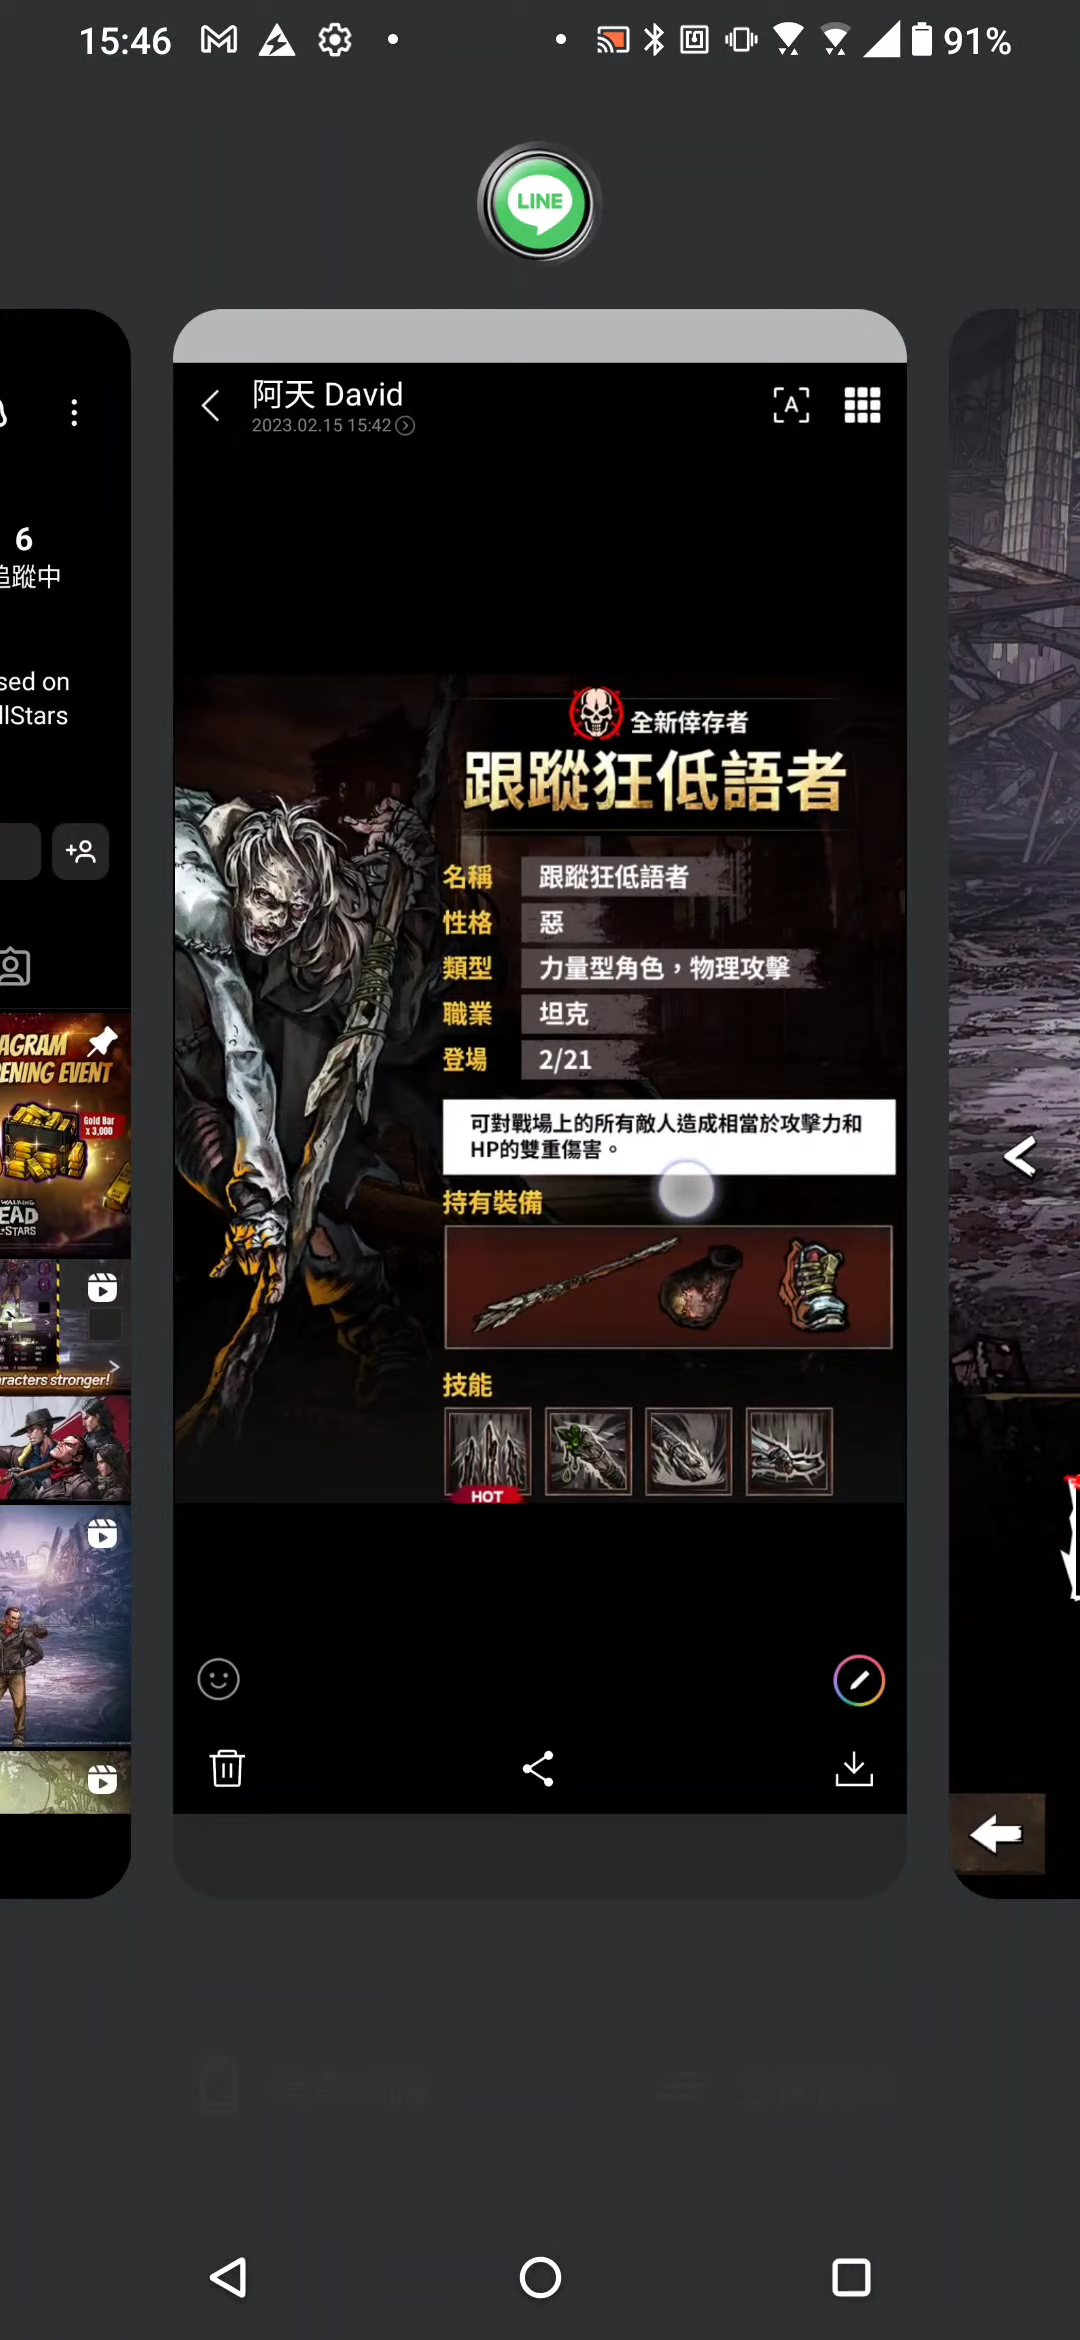 15:46
91%
LINE
阿天 David
2023.02.15 15:42
A
6
追蹤中
sed on
llStars
AGRAM
ENING EVENT
Gold Bar
x 3,000
WALKING
EAD
STARS
racters stronger!
全新倖存者
跟蹤狂低語者
名稱 跟蹤狂低語者
性格 惡
類型 力量型角色，物理攻擊
職業 坦克
登場 2/21
可對戰場上的所有敵人造成相當於攻擊力和
HP的雙重傷害。
持有裝備
技能
HOT